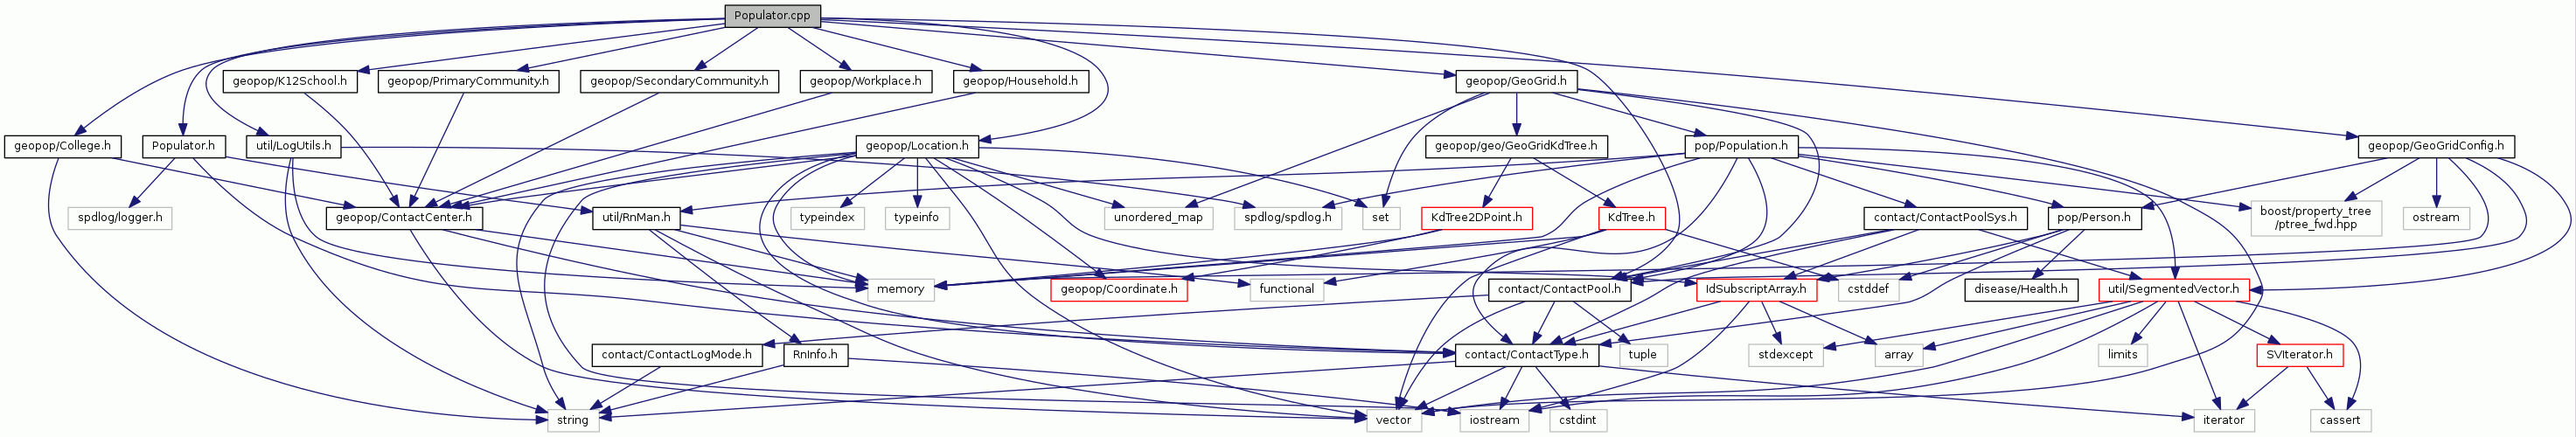 Populator.cpp
geopop/K12School.h
geopop/PrimaryCommunity.h
geopop/SecondaryCommunity.h
geopop/Workplace.h
geopop/Household.h
geopop/GeoGrid.h
geopop/College.h
Populator.h
util/LogUtils.h
geopop/Location.h
geopop/geo/GeoGridKdTree.h
pop/Population.h
geopop/GeoGridConfig.h
spdlog/logger.h
geopop/ContactCenter.h
util/RnMan.h
typeindex
typeinfo
unordered_map
spdlog/spdlog.h
set
KdTree2DPoint.h
KdTree.h
contact/ContactPoolSys.h
pop/Person.h
boost/property_tree
/ptree_fwd.hpp
ostream
memory
geopop/Coordinate.h
functional
contact/ContactPool.h
IdSubscriptArray.h
cstddef
disease/Health.h
util/SegmentedVector.h
contact/ContactLogMode.h
RnInfo.h
contact/ContactType.h
tuple
stdexcept
array
limits
SVIterator.h
string
vector
iostream
cstdint
iterator
cassert